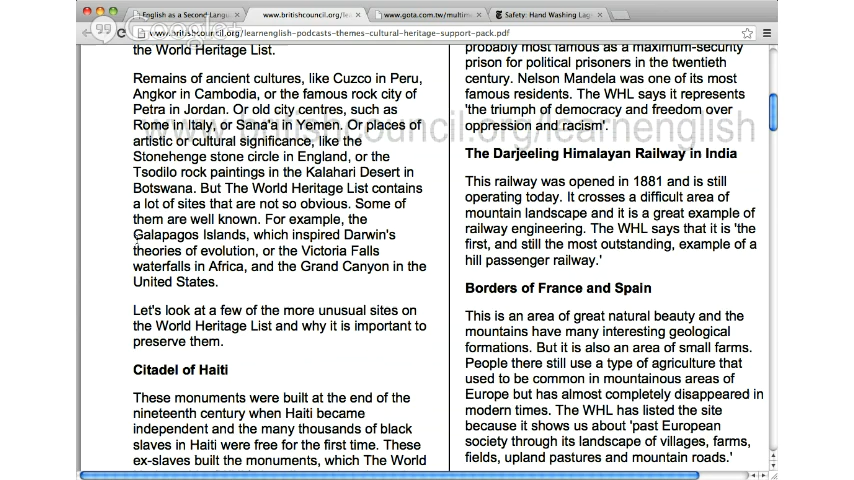 English as a Second Langu
www.britishcouncil.org/lea
www.gota.com.tw/multime
Safety: Hand Washing Lags
www.britishcouncil.org/learnenglish-podcasts-themes-cultural-heritage-support-pack.pdf
the World Heritage List.
Remains of ancient cultures, like Cuzco in Peru,
Angkor in Cambodia, or the famous rock city of
Petra in Jordan. Or old city centres, such as
Rome in Italy, or Sana'a in Yemen. Or places of
artistic or cultural significance, like the
Stonehenge stone circle in England, or the
Tsodilo rock paintings in the Kalahari Desert in
Botswana. But The World Heritage List contains
a lot of sites that are not so obvious. Some of
them are well known. For example, the
Galapagos Islands, which inspired Darwin's
theories of evolution, or the Victoria Falls
waterfalls in Africa, and the Grand Canyon in the
United States.
Let's look at a few of the more unusual sites on
the World Heritage List and why it is important to
preserve them.
Citadel of Haiti
These monuments were built at the end of the
nineteenth century when Haiti became
independent and the many thousands of black
slaves in Haiti were free for the first time. These
ex-slaves built the monuments, which The World
probably most famous as a maximum-security
prison for political prisoners in the twentieth
century. Nelson Mandela was one of its most
famous residents. The WHL says it represents
'the triumph of democracy and freedom over
oppression and racism'.
The Darjeeling Himalayan Railway in India
This railway was opened in 1881 and is still
operating today. It crosses a difficult area of
mountain landscape and it is a great example of
railway engineering. The WHL says that it is 'the
first, and still the most outstanding, example of a
hill passenger railway.'
Borders of France and Spain
This is an area of great natural beauty and the
mountains have many interesting geological
formations. But it is also an area of small farms.
People there still use a type of agriculture that
used to be common in mountainous areas of
Europe but has almost completely disappeared in
modern times. The WHL has listed the site
because it shows us about 'past European
society through its landscape of villages, farms,
fields, upland pastures and mountain roads.'
www.britishcouncil.org/learnenglish